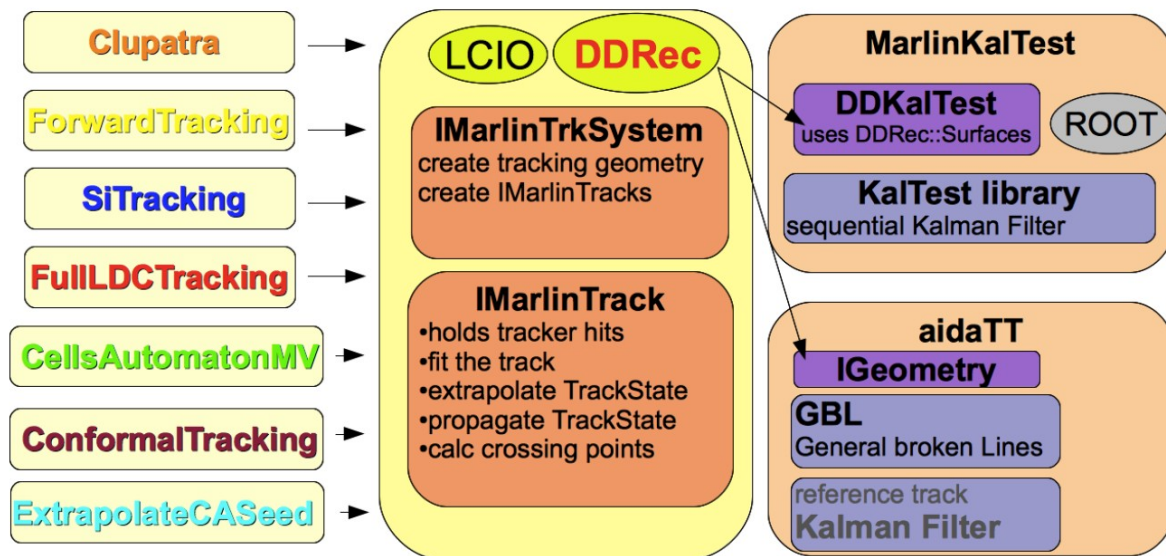 Clupatra
ForwardTracking
SiTracking
FullLDCTracking
CellsAutomatonMV
ConformalTracking
ExtrapolateCASeed
LCIO
DDRec
IMarlinTrkSystem
create tracking geometry
create IMarlinTracks
IMarlinTrack
•holds tracker hits
•fit the track
•extrapolate TrackState
•propagate TrackState
•calc crossing points
MarlinKalTest
DDKalTest
uses DDRec::Surfaces
ROOT
KalTest library
sequential Kalman Filter
aidaTT
IGeometry
GBL
General broken Lines
reference track
Kalman Filter